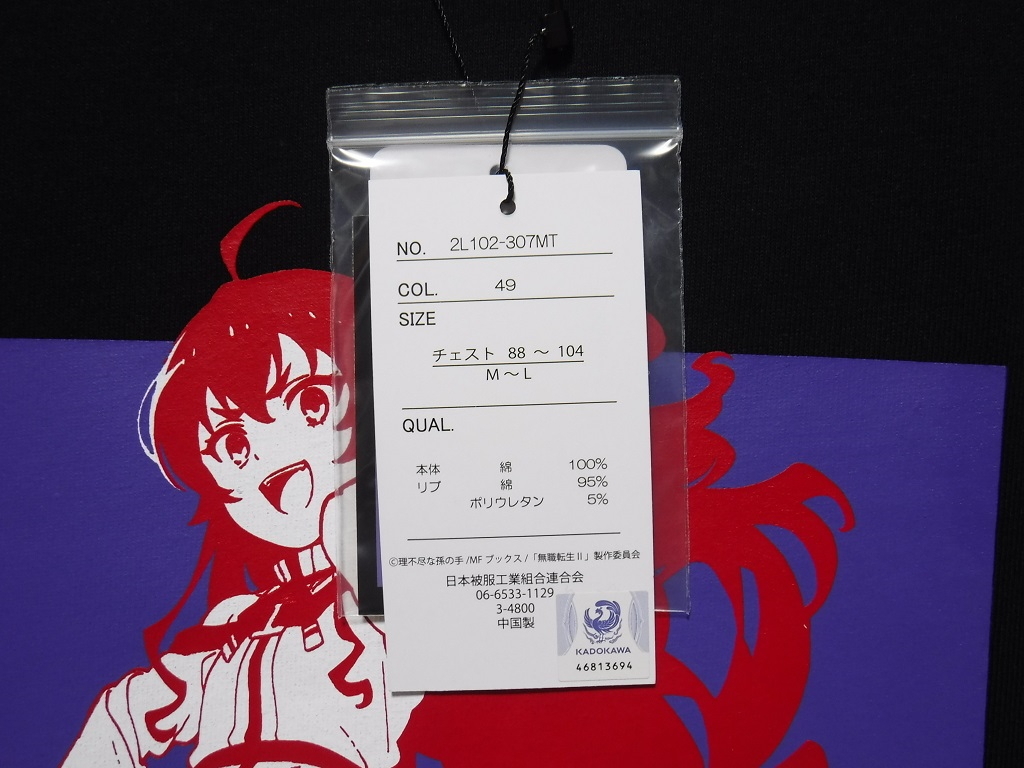 NO. 2L102-307MT
COL. 49
SIZE
チェスト 88 ～ 104
M～L
QUAL.
本体 綿 100%
リブ 綿 95%
ポリウレタン 5%
©理不尽な孫の手/MFブックス/「無職転生Ⅱ」製作委員会
日本被服工業組合連合会
06-6533-1129
3-4800
中国製
KADOKAWA
46813694